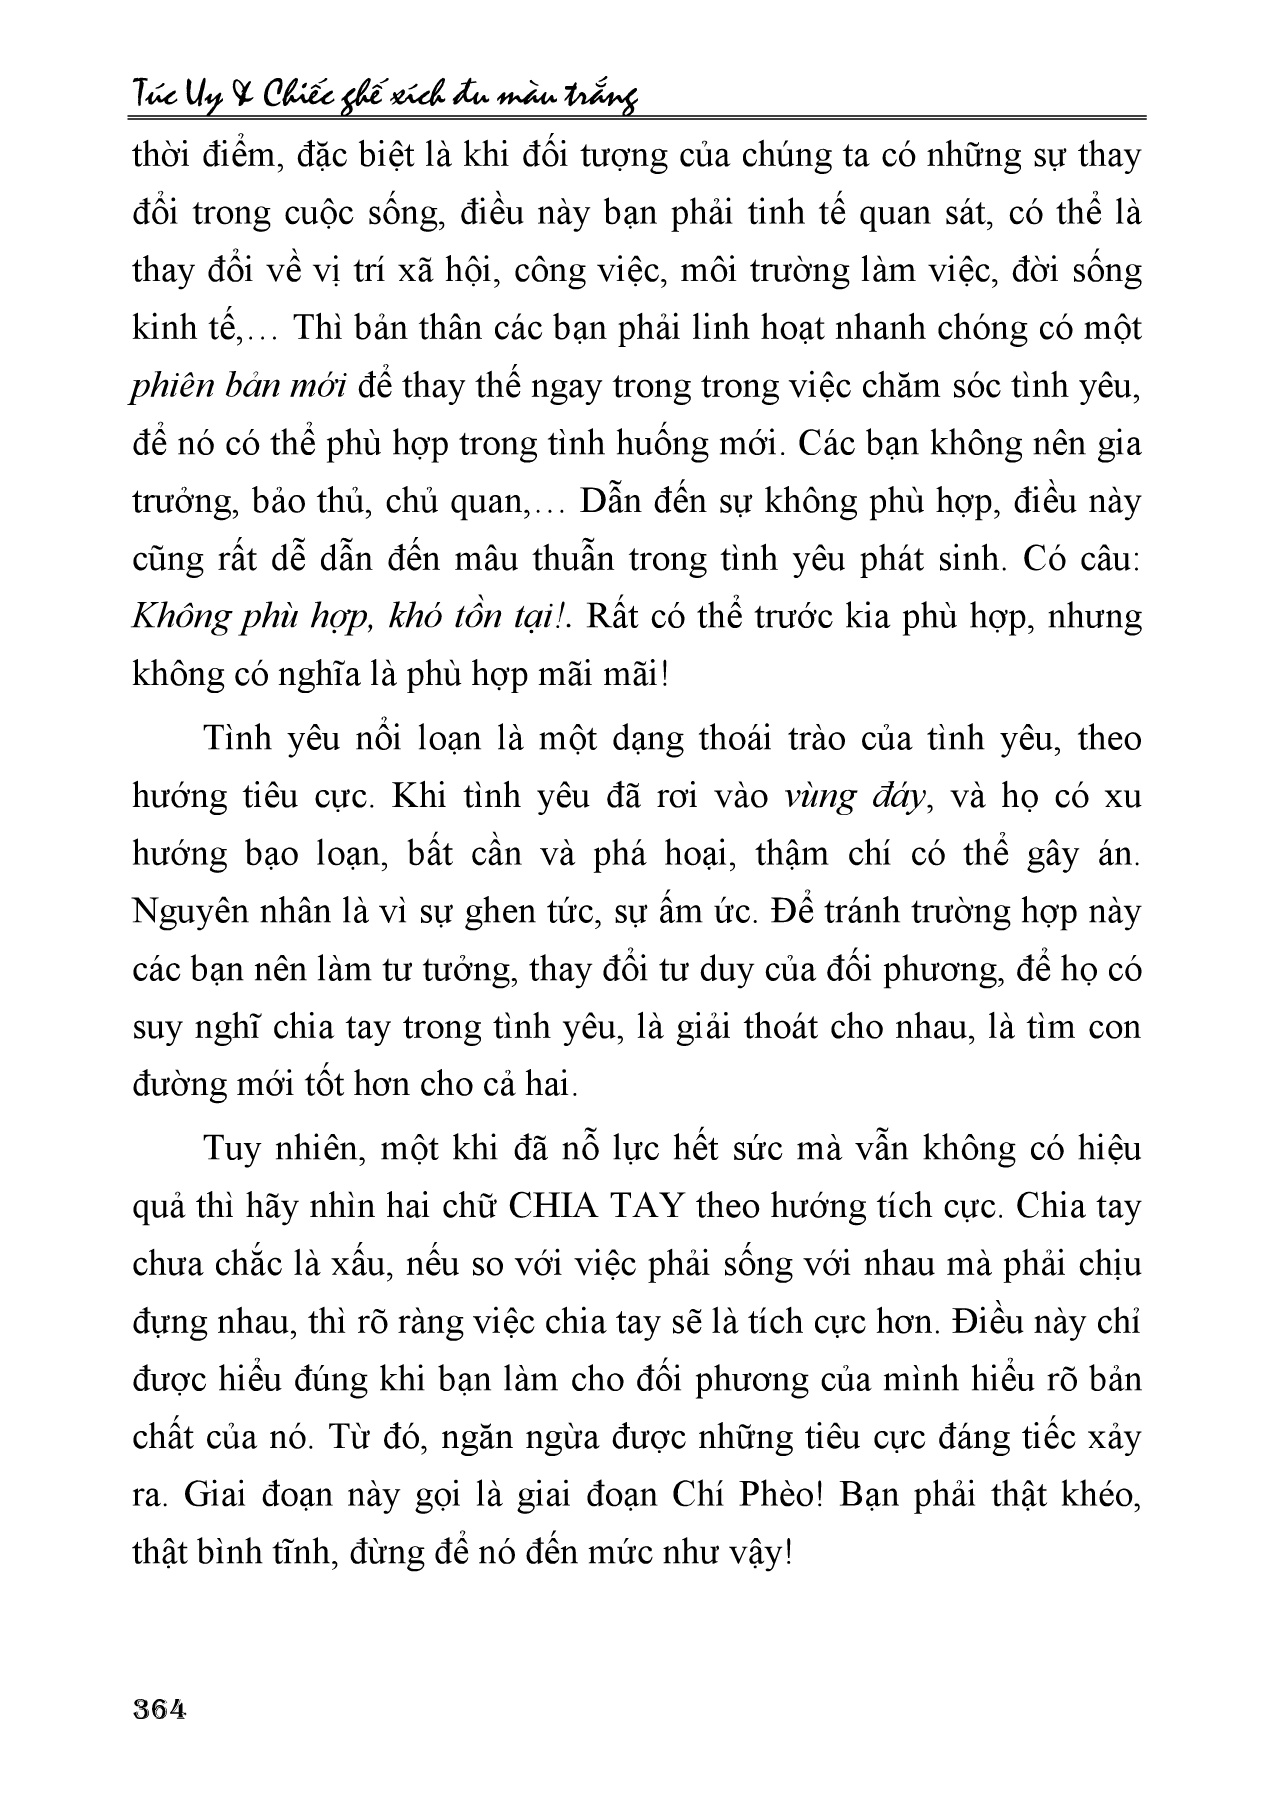 Túc Uy & Chiếc ghế xích đu màu trắng
thời điểm, đặc biệt là khi đối tượng của chúng ta có những sự thay
đổi trong cuộc sống, điều này bạn phải tinh tế quan sát, có thể là
thay đổi về vị trí xã hội, công việc, môi trường làm việc, đời sống
kinh tế,… Thì bản thân các bạn phải linh hoạt nhanh chóng có một
phiên bản mới để thay thế ngay trong trong việc chăm sóc tình yêu,
để nó có thể phù hợp trong tình huống mới. Các bạn không nên gia
trưởng, bảo thủ, chủ quan,… Dẫn đến sự không phù hợp, điều này
cũng rất dễ dẫn đến mâu thuẫn trong tình yêu phát sinh. Có câu:
Không phù hợp, khó tồn tại!. Rất có thể trước kia phù hợp, nhưng
không có nghĩa là phù hợp mãi mãi!
Tình yêu nổi loạn là một dạng thoái trào của tình yêu, theo
hướng tiêu cực. Khi tình yêu đã rơi vào vùng đáy, và họ có xu
hướng bạo loạn, bất cần và phá hoại, thậm chí có thể gây án.
Nguyên nhân là vì sự ghen tức, sự ấm ức. Để tránh trường hợp này
các bạn nên làm tư tưởng, thay đổi tư duy của đối phương, để họ có
suy nghĩ chia tay trong tình yêu, là giải thoát cho nhau, là tìm con
đường mới tốt hơn cho cả hai.
Tuy nhiên, một khi đã nỗ lực hết sức mà vẫn không có hiệu
quả thì hãy nhìn hai chữ CHIA TAY theo hướng tích cực. Chia tay
chưa chắc là xấu, nếu so với việc phải sống với nhau mà phải chịu
đựng nhau, thì rõ ràng việc chia tay sẽ là tích cực hơn. Điều này chỉ
được hiểu đúng khi bạn làm cho đối phương của mình hiểu rõ bản
chất của nó. Từ đó, ngăn ngừa được những tiêu cực đáng tiếc xảy
ra. Giai đoạn này gọi là giai đoạn Chí Phèo! Bạn phải thật khéo,
thật bình tĩnh, đừng để nó đến mức như vậy!
364